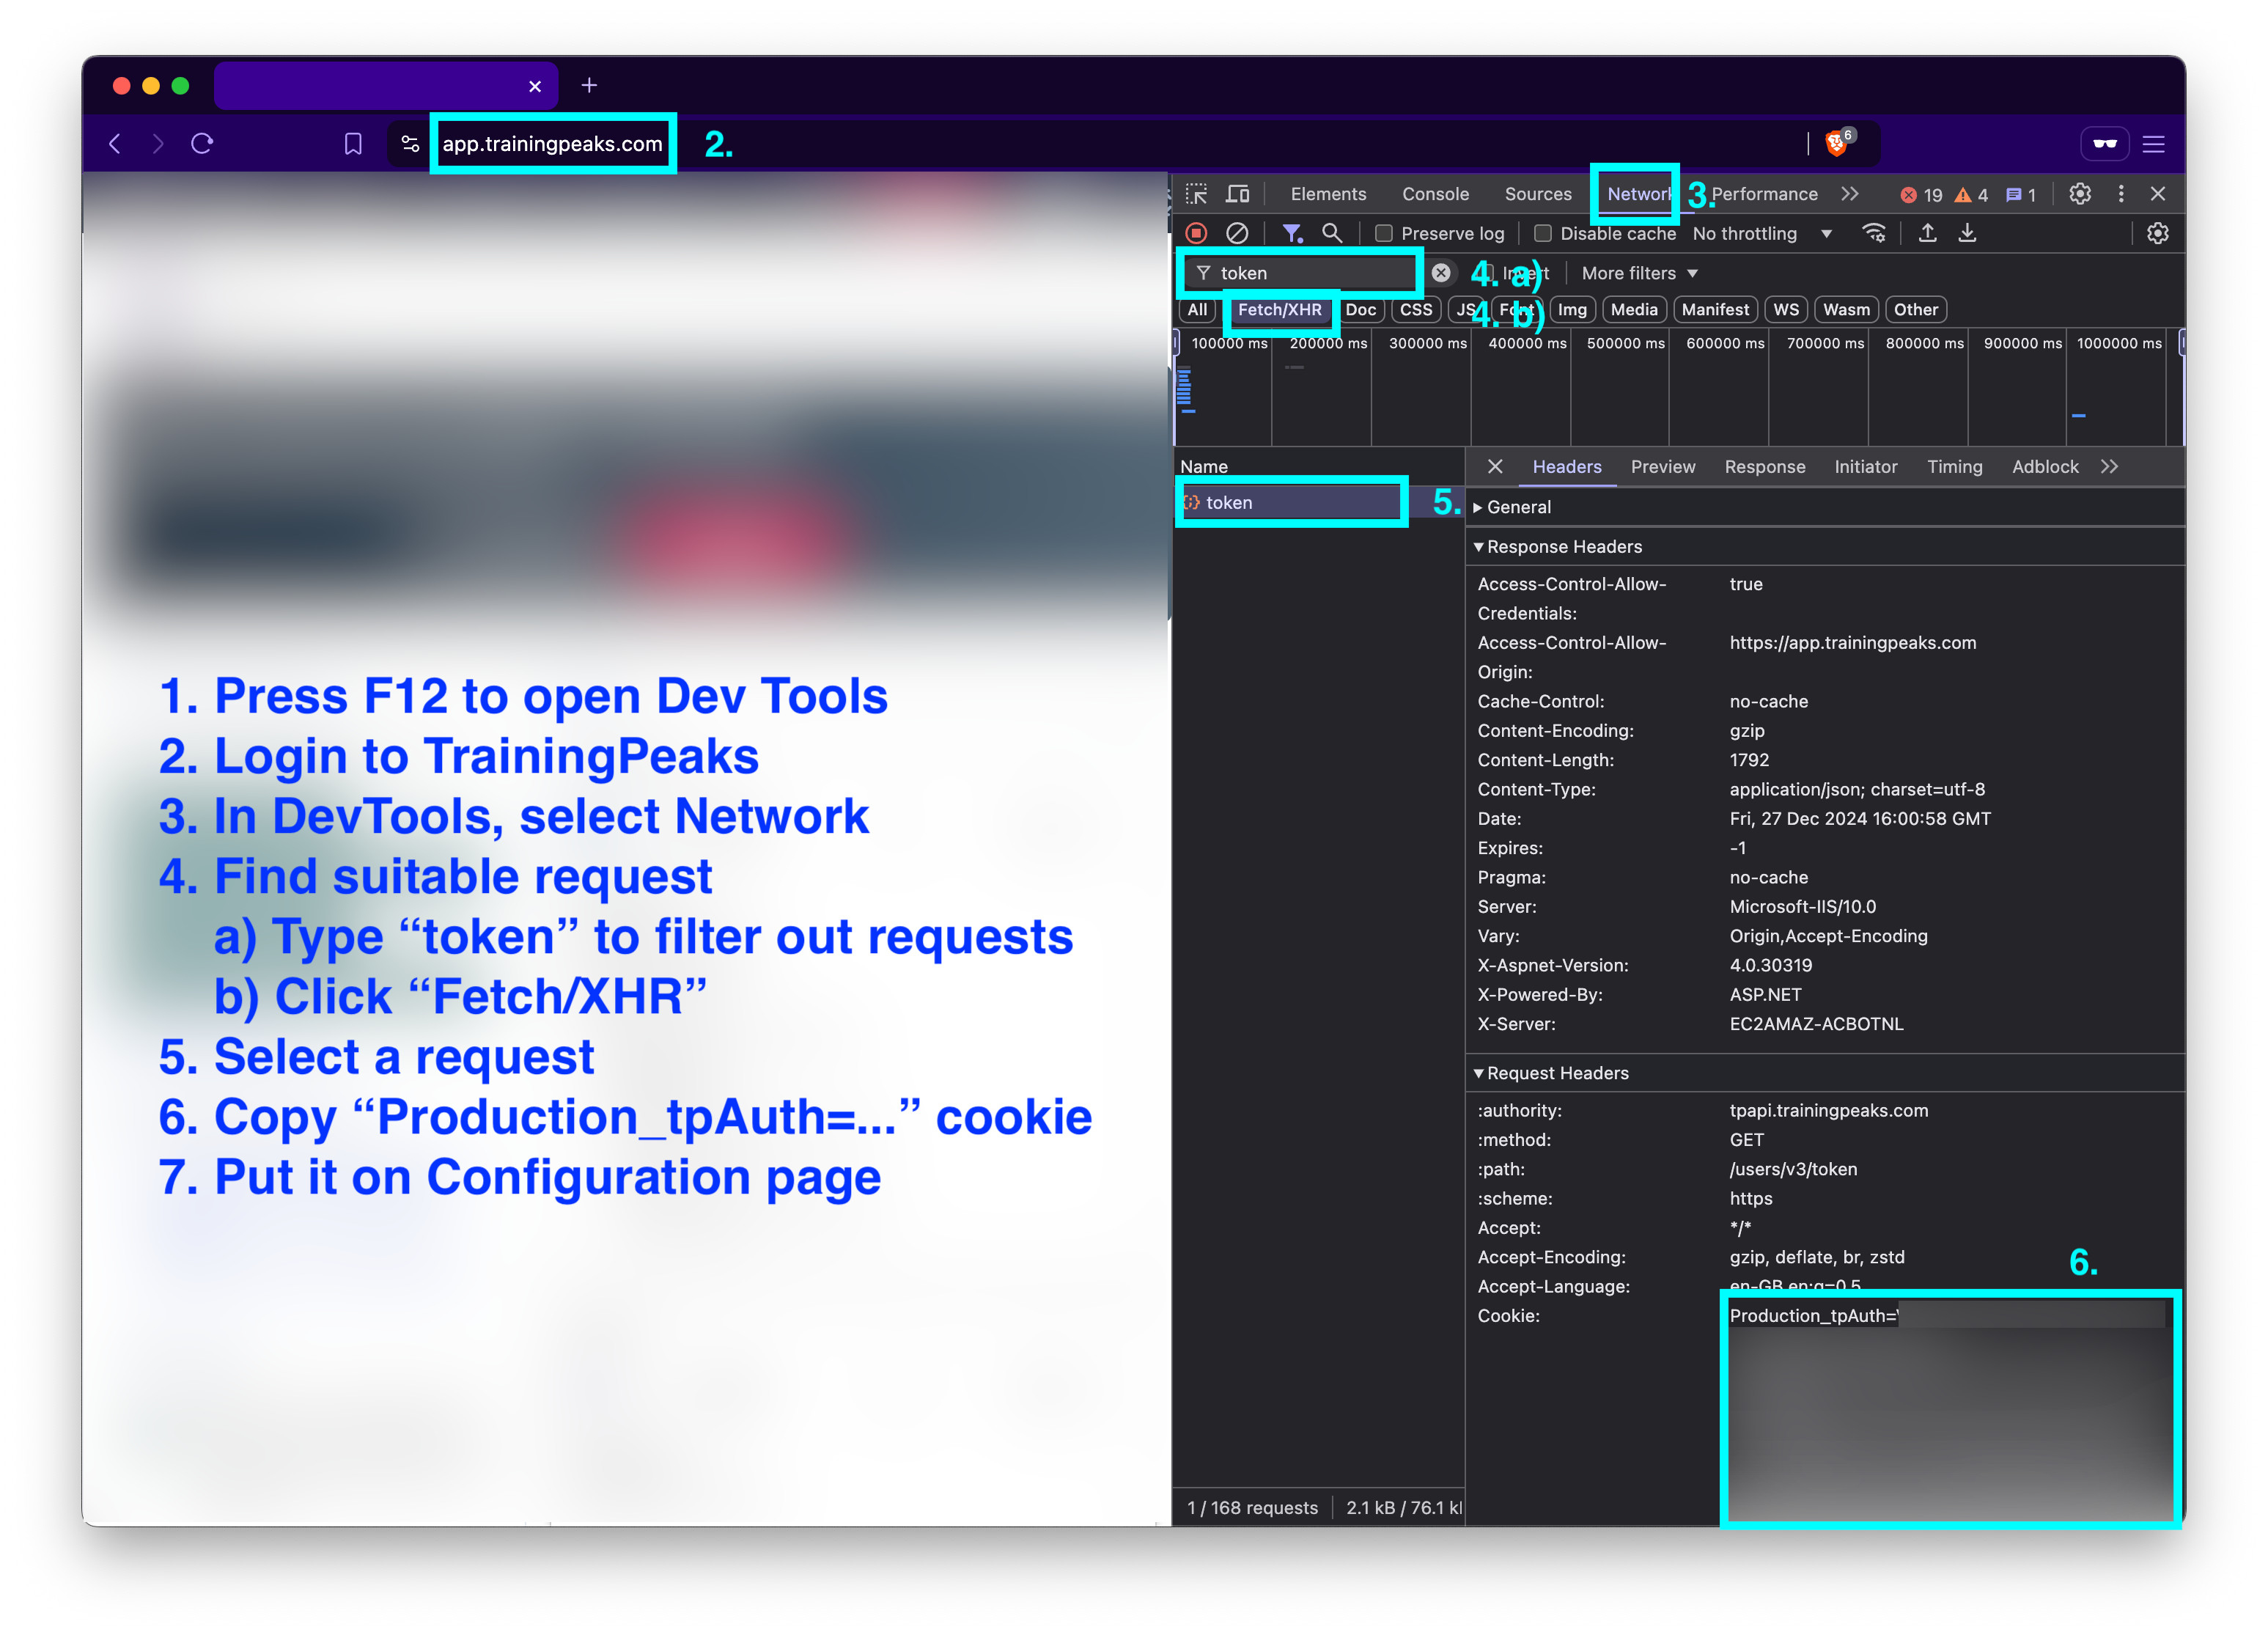 app.trainingpeaks.com
2.
6
Elements Console Sources Network 3. Performance 19 4 1
Preserve log Disable cache No throttling
token 4. a) Invert More filters
All Fetch/XHR Doc CSS JS 4. b) Font Img Media Manifest WS Wasm Other
100000 ms 200000 ms 300000 ms 400000 ms 500000 ms 600000 ms 700000 ms 800000 ms 900000 ms 1000000 ms
Name
token 5.
Headers Preview Response Initiator Timing Adblock
General
Response Headers
Access-Control-Allow- true
Credentials:
Access-Control-Allow- https://app.trainingpeaks.com
Origin:
Cache-Control: no-cache
Content-Encoding: gzip
Content-Length: 1792
Content-Type: application/json; charset=utf-8
Date: Fri, 27 Dec 2024 16:00:58 GMT
Expires: -1
Pragma: no-cache
Server: Microsoft-IIS/10.0
Vary: Origin,Accept-Encoding
X-Aspnet-Version: 4.0.30319
X-Powered-By: ASP.NET
X-Server: EC2AMAZ-ACBOTNL
Request Headers
:authority: tpapi.trainingpeaks.com
:method: GET
:path: /users/v3/token
:scheme: https
Accept: */*
Accept-Encoding: gzip, deflate, br, zstd
6.
Accept-Language: en-GB,en;q=0.5
Cookie: Production_tpAuth=
1 / 168 requests 2.1 kB / 76.1 k
1. Press F12 to open Dev Tools
2. Login to TrainingPeaks
3. In DevTools, select Network
4. Find suitable request
a) Type “token” to filter out requests
b) Click “Fetch/XHR”
5. Select a request
6. Copy “Production_tpAuth=...” cookie
7. Put it on Configuration page